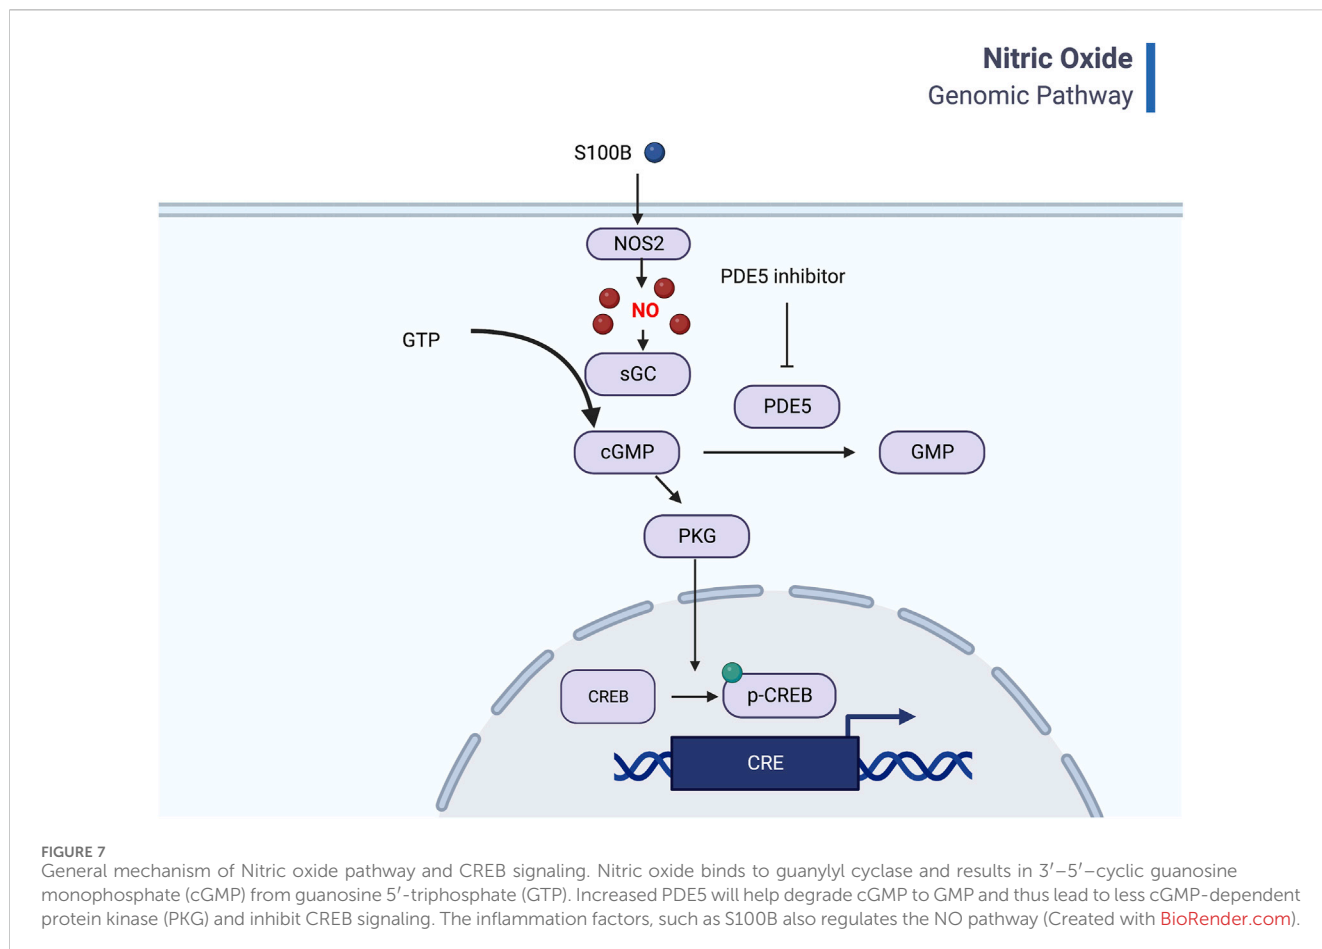 Nitric Oxide
Genomic Pathway
S100B
NOS2
PDE5 inhibitor
NO
GTP
sGC
PDE5
cGMP
GMP
PKG
CREB
p-CREB
CRE
FIGURE 7
General mechanism of Nitric oxide pathway and CREB signaling. Nitric oxide binds to guanylyl cyclase and results in 3′–5′–cyclic guanosine
monophosphate (cGMP) from guanosine 5′-triphosphate (GTP). Increased PDE5 will help degrade cGMP to GMP and thus lead to less cGMP-dependent
protein kinase (PKG) and inhibit CREB signaling. The inflammation factors, such as S100B also regulates the NO pathway (Created with BioRender.com).